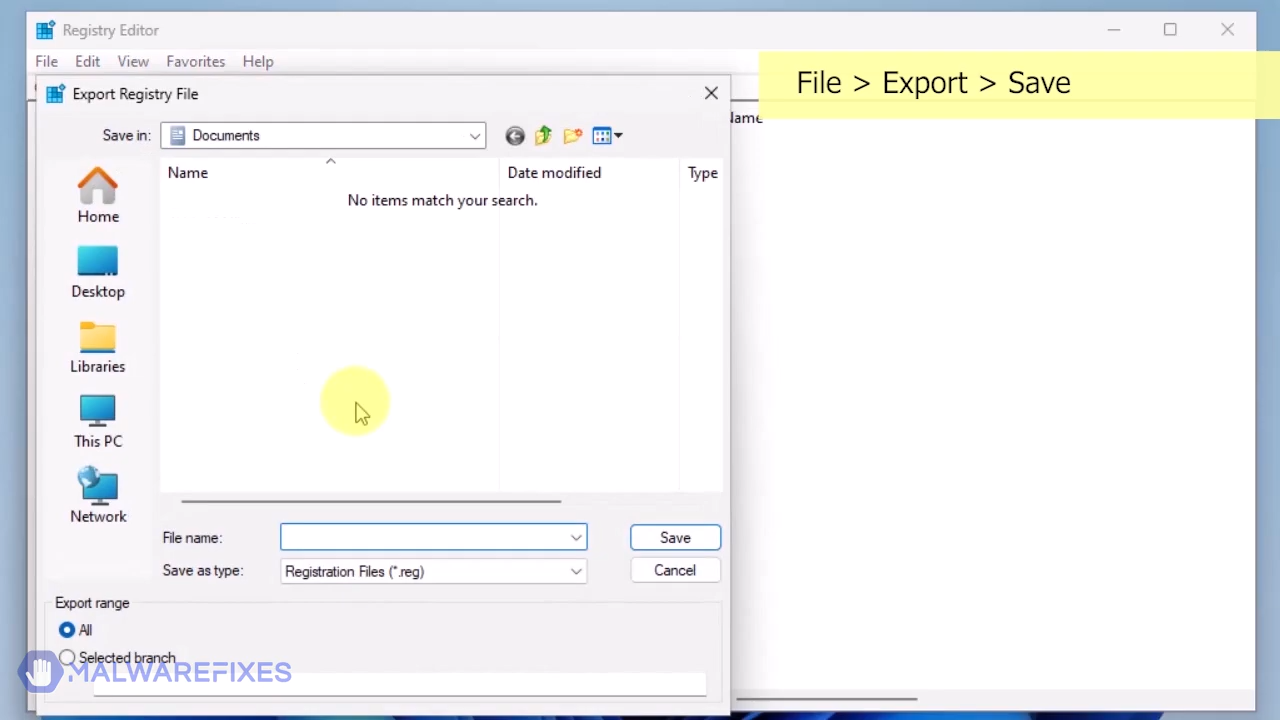 Registry Editor
File Edit View Favorites Help
File > Export > Save
Export Registry File
Name
Save in: Documents
Name Date modified Type
No items match your search.
Home
Desktop
Libraries
This PC
Network
File name: Save
Save as type: Registration Files (*.reg) Cancel
Export range
All
Selected branch
MALWAREFIXES